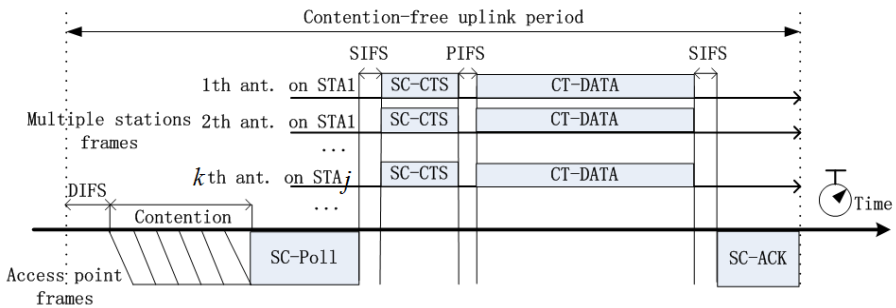 Contention-free uplink period
SIFS PIFS SIFS
1th ant. on STA1 SC-CTS CT-DATA
2th ant. on STA1 SC-CTS CT-DATA
Multiple stations
frames
...
kth ant. on STAj SC-CTS CT-DATA
...
DIFS
Contention
Time
SC-Poll SC-ACK
Access point
frames